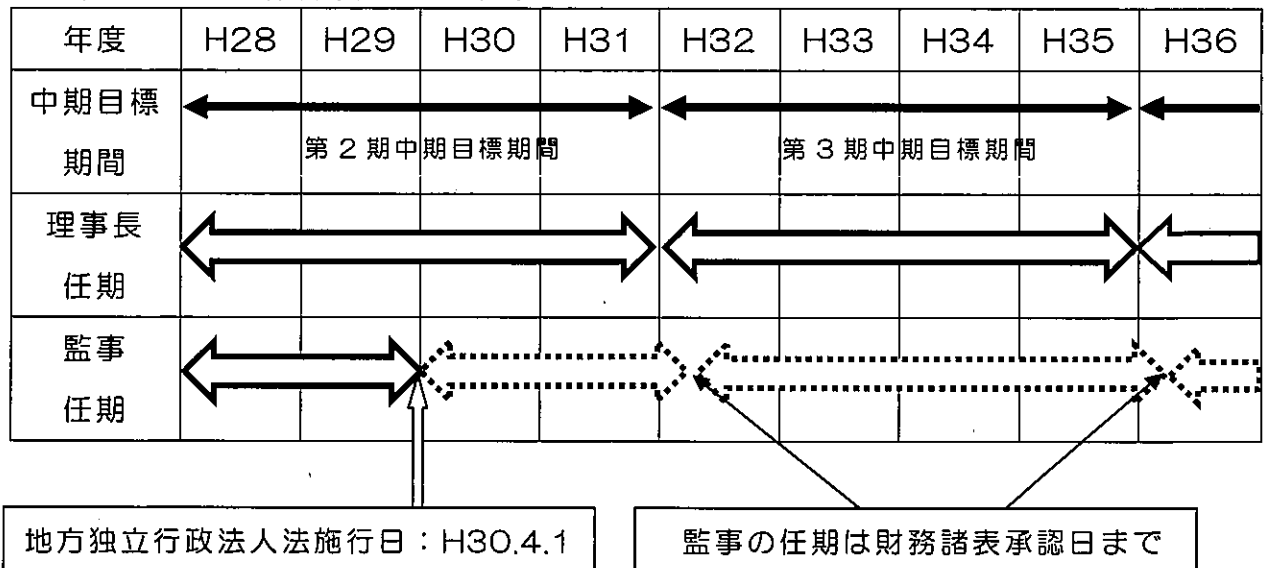 年度 H28 H29 H30 H31 H32 H33 H34 H35 H36
中期目標
期間
第2期中期目標期間 第3期中期目標期間
理事長
任期
監事
任期
地方独立行政法人法施行日：H30.4.1
監事の任期は財務諸表承認日まで